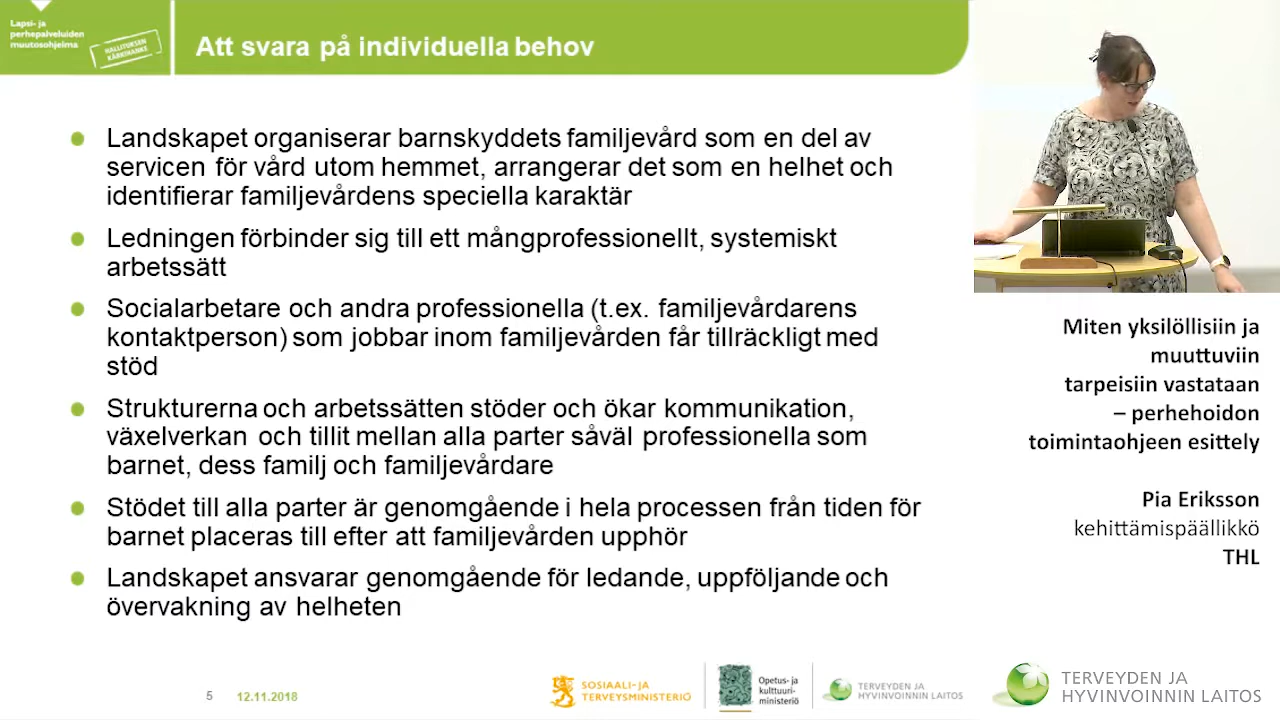 Lapsi- ja
perhepalveluiden
muutosohjelma
HALLITUKSEN
KÄRKIHANKE
Att svara på individuella behov
Landskapet organiserar barnskyddets familjevård som en del av
servicen för vård utom hemmet, arrangerar det som en helhet och
identifierar familjevårdens speciella karaktär
Ledningen förbinder sig till ett mångprofessionellt, systemiskt
arbetssätt
Socialarbetare och andra professionella (t.ex. familjevårdarens
kontaktperson) som jobbar inom familjevården får tillräckligt med
stöd
Strukturerna och arbetssätten stöder och ökar kommunikation,
växelverkan och tillit mellan alla parter såväl professionella som
barnet, dess familj och familjevårdare
Stödet till alla parter är genomgående i hela processen från tiden för
barnet placeras till efter att familjevården upphör
Landskapet ansvarar genomgående för ledande, uppföljande och
övervakning av helheten
5
12.11.2018
SOSIAALI- JA
TERVEYSMINISTERIÖ
Opetus- ja
kulttuuri-
ministeriö
TERVEYDEN JA
HYVINVOINNIN LAITOS
Miten yksilöllisiin ja
muuttuviin
tarpeisiin vastataan
– perhehoidon
toimintaohjeen esittely
Pia Eriksson
kehittämispäällikkö
THL
TERVEYDEN JA
HYVINVOINNIN LAITOS